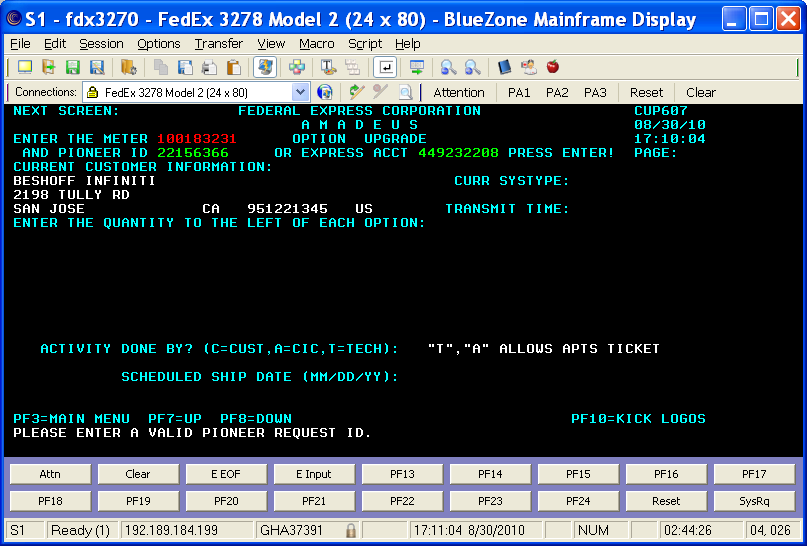 S1 - fdx3270 - FedEx 3278 Model 2 (24 x 80) - BlueZone Mainframe Display
File Edit Session Options Transfer View Macro Script Help
Connections: FedEx 3278 Model 2 (24 x 80) Attention PA1 PA2 PA3 Reset Clear
NEXT SCREEN: FEDERAL EXPRESS CORPORATION CUP607
A M A D E U S 08/30/10
ENTER THE METER 100183231 OPTION UPGRADE 17:10:04
AND PIONEER ID 22156366 OR EXPRESS ACCT 449232208 PRESS ENTER! PAGE:
CURRENT CUSTOMER INFORMATION:
BESHOFF INFINITI CURR SYSTYPE:
2198 TULLY RD
SAN JOSE CA 951221345 US TRANSMIT TIME:
ENTER THE QUANTITY TO THE LEFT OF EACH OPTION:
ACTIVITY DONE BY? (C=CUST,A=CIC,T=TECH): "T","A" ALLOWS APTS TICKET
SCHEDULED SHIP DATE (MM/DD/YY):
PF3=MAIN MENU PF7=UP PF8=DOWN PF10=KICK LOGOS
PLEASE ENTER A VALID PIONEER REQUEST ID.
Attn Clear E EOF E Input PF13 PF14 PF15 PF16 PF17
PF18 PF19 PF20 PF21 PF22 PF23 PF24 Reset SysRq
S1 Ready (1) 192.189.184.199 GHA37391 17:11:04 8/30/2010 NUM 02:44:26 04, 026